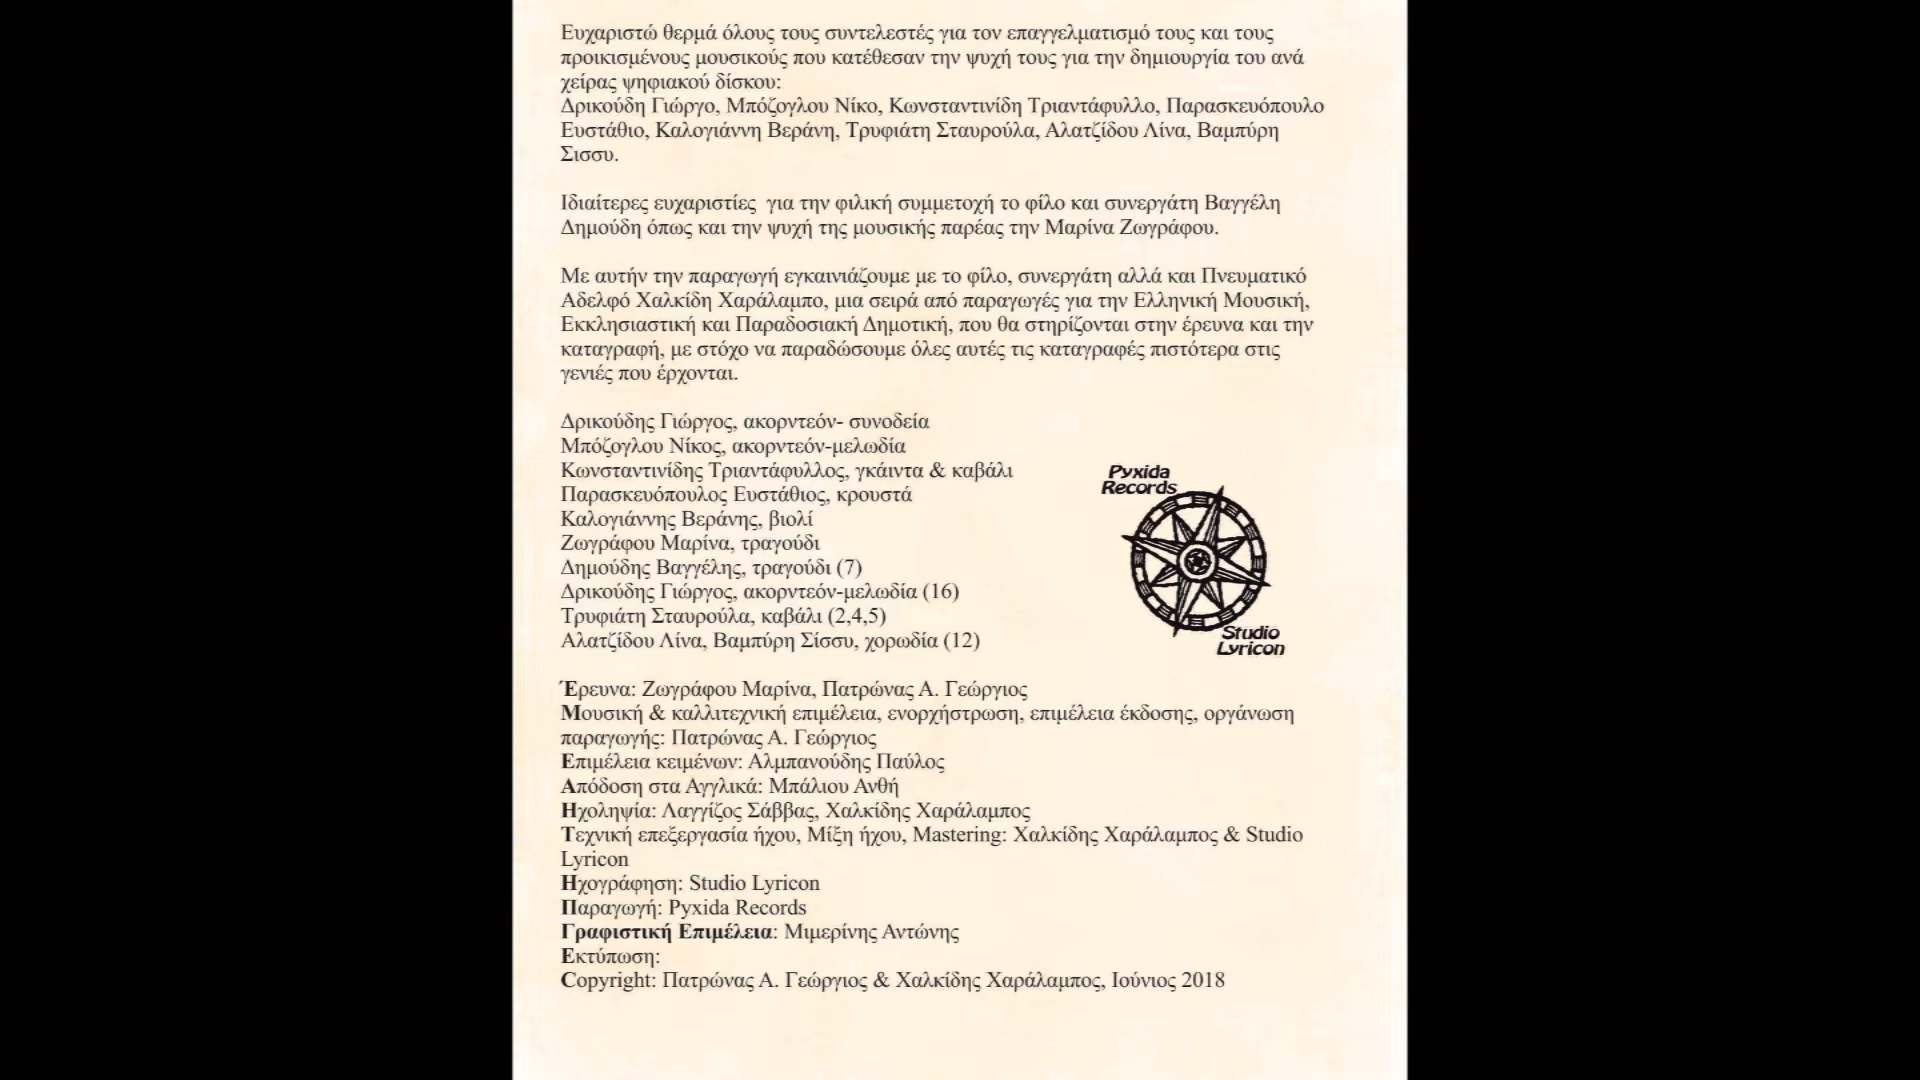 Ευχαριστώ θερμά όλους τους συντελεστές για τον επαγγελματισμό τους και τους
προικισμένους μουσικούς που κατέθεσαν την ψυχή τους για την δημιουργία του ανά
χείρας ψηφιακού δίσκου:
Δρικούδη Γιώργο, Μπόζογλου Νίκο, Κωνσταντινίδη Τριαντάφυλλο, Παρασκευόπουλο
Ευστάθιο, Καλογιάννη Βεράνη, Τρυφιάτη Σταυρούλα, Αλατζίδου Λίνα, Βαμπύρη
Σισσυ.
Ιδιαίτερες ευχαριστίες  για την φιλική συμμετοχή το φίλο και συνεργάτη Βαγγέλη
Δημούδη όπως και την ψυχή της μουσικής παρέας την Μαρίνα Ζωγράφου.
Με αυτήν την παραγωγή εγκαινιάζουμε με το φίλο, συνεργάτη αλλά και Πνευματικό
Αδελφό Χαλκίδη Χαράλαμπο, μια σειρά από παραγωγές για την Ελληνική Μουσική,
Εκκλησιαστική και Παραδοσιακή Δημοτική, που θα στηρίζονται στην έρευνα και την
καταγραφή, με στόχο να παραδώσουμε όλες αυτές τις καταγραφές πιστότερα στις
γενιές που έρχονται.
Δρικούδης Γιώργος, ακορντεόν- συνοδεία
Μπόζογλου Νίκος, ακορντεόν-μελωδία
Κωνσταντινίδης Τριαντάφυλλος, γκάιντα & καβάλι
Παρασκευόπουλος Ευστάθιος, κρουστά
Καλογιάννης Βεράνης, βιολί
Ζωγράφου Μαρίνα, τραγούδι
Δημούδης Βαγγέλης, τραγούδι (7)
Δρικούδης Γιώργος, ακορντεόν-μελωδία (16)
Τρυφιάτη Σταυρούλα, καβάλι (2,4,5)
Αλατζίδου Λίνα, Βαμπύρη Σίσσυ, χορωδία (12)
Pyxida
Records
Studio
Lyricon
Έρευνα: Ζωγράφου Μαρίνα, Πατρώνας Α. Γεώργιος
Μουσική & καλλιτεχνική επιμέλεια, ενορχήστρωση, επιμέλεια έκδοσης, οργάνωση
παραγωγής: Πατρώνας Α. Γεώργιος
Επιμέλεια κειμένων: Αλμπανούδης Παύλος
Απόδοση στα Αγγλικά: Μπάλιου Ανθή
Ηχοληψία: Λαγγίζος Σάββας, Χαλκίδης Χαράλαμπος
Τεχνική επεξεργασία ήχου, Μίξη ήχου, Mastering: Χαλκίδης Χαράλαμπος & Studio
Lyricon
Ηχογράφηση: Studio Lyricon
Παραγωγή: Pyxida Records
Γραφιστική Επιμέλεια: Μιμερίνης Αντώνης
Εκτύπωση:
Copyright: Πατρώνας Α. Γεώργιος & Χαλκίδης Χαράλαμπος, Ιούνιος 2018